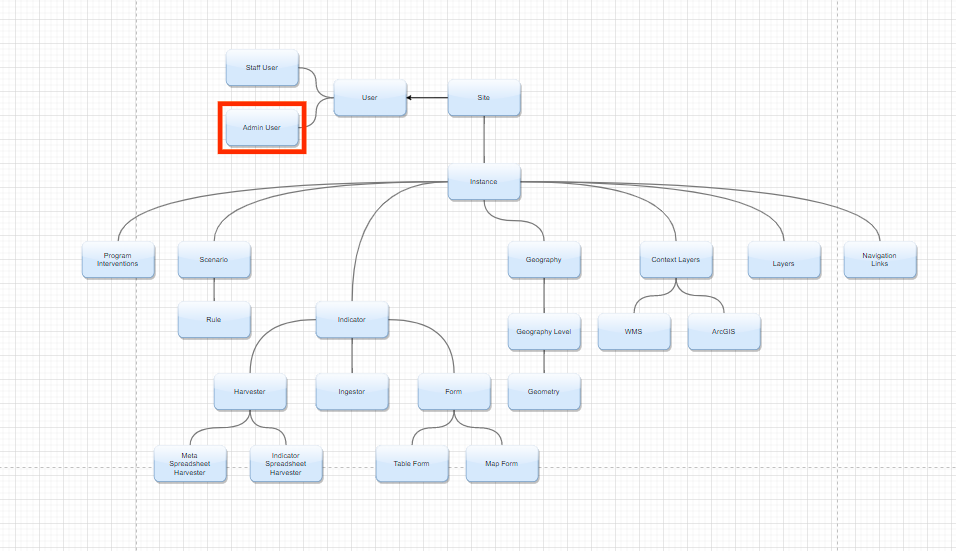 Staff User
User
Site
Admin User
Instance
Program
Interventions
Scenario
Geography
Context Layers
Layers
Navigation
Links
Rule
Indicator
Geography Level
WMS
ArcGIS
Harvester
Ingestor
Form
Geometry
Meta
Spreadsheet
Harvester
Indicator
Spreadsheet
Harvester
Table Form
Map Form